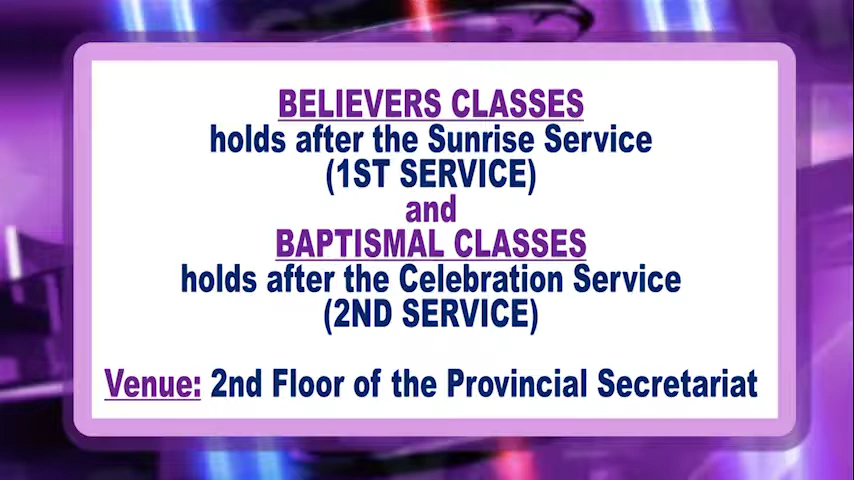 BELIEVERS CLASSES
holds after the Sunrise Service
(1ST SERVICE)
and
BAPTISMAL CLASSES
holds after the Celebration Service
(2ND SERVICE)
Venue: 2nd Floor of the Provincial Secretariat